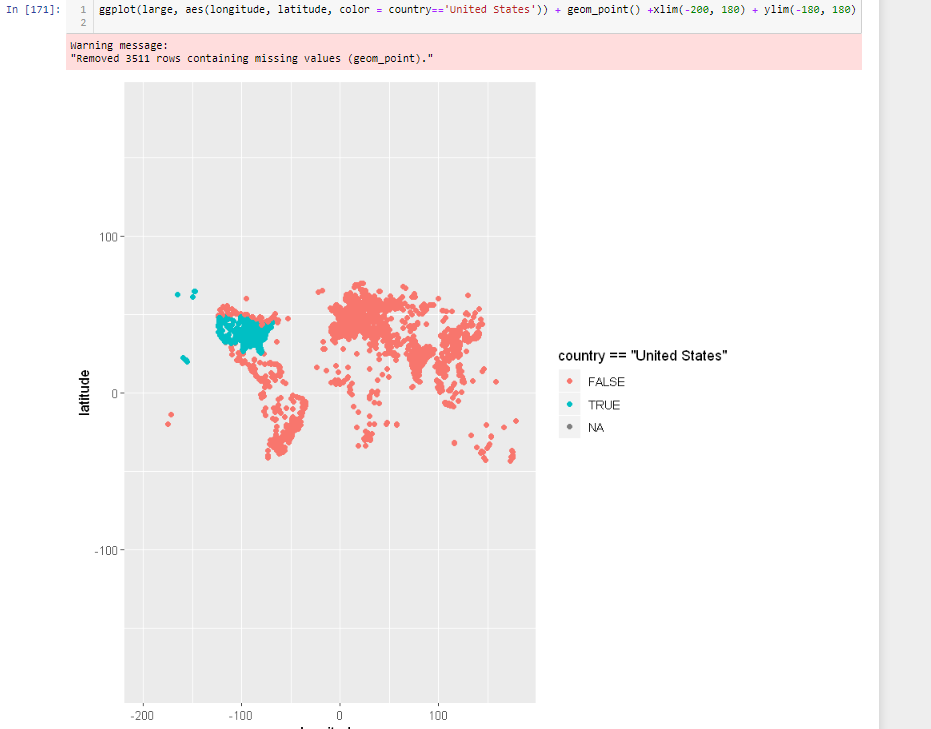 In [171]:
1 ggplot(large, aes(longitude, latitude, color = country=='United States')) + geom_point() +xlim(-200, 180) + ylim(-180, 180)
2
Warning message:
"Removed 3511 rows containing missing values (geom_point)."
100
0
-100
latitude
-200 -100 0 100
country == "United States"
FALSE
TRUE
NA